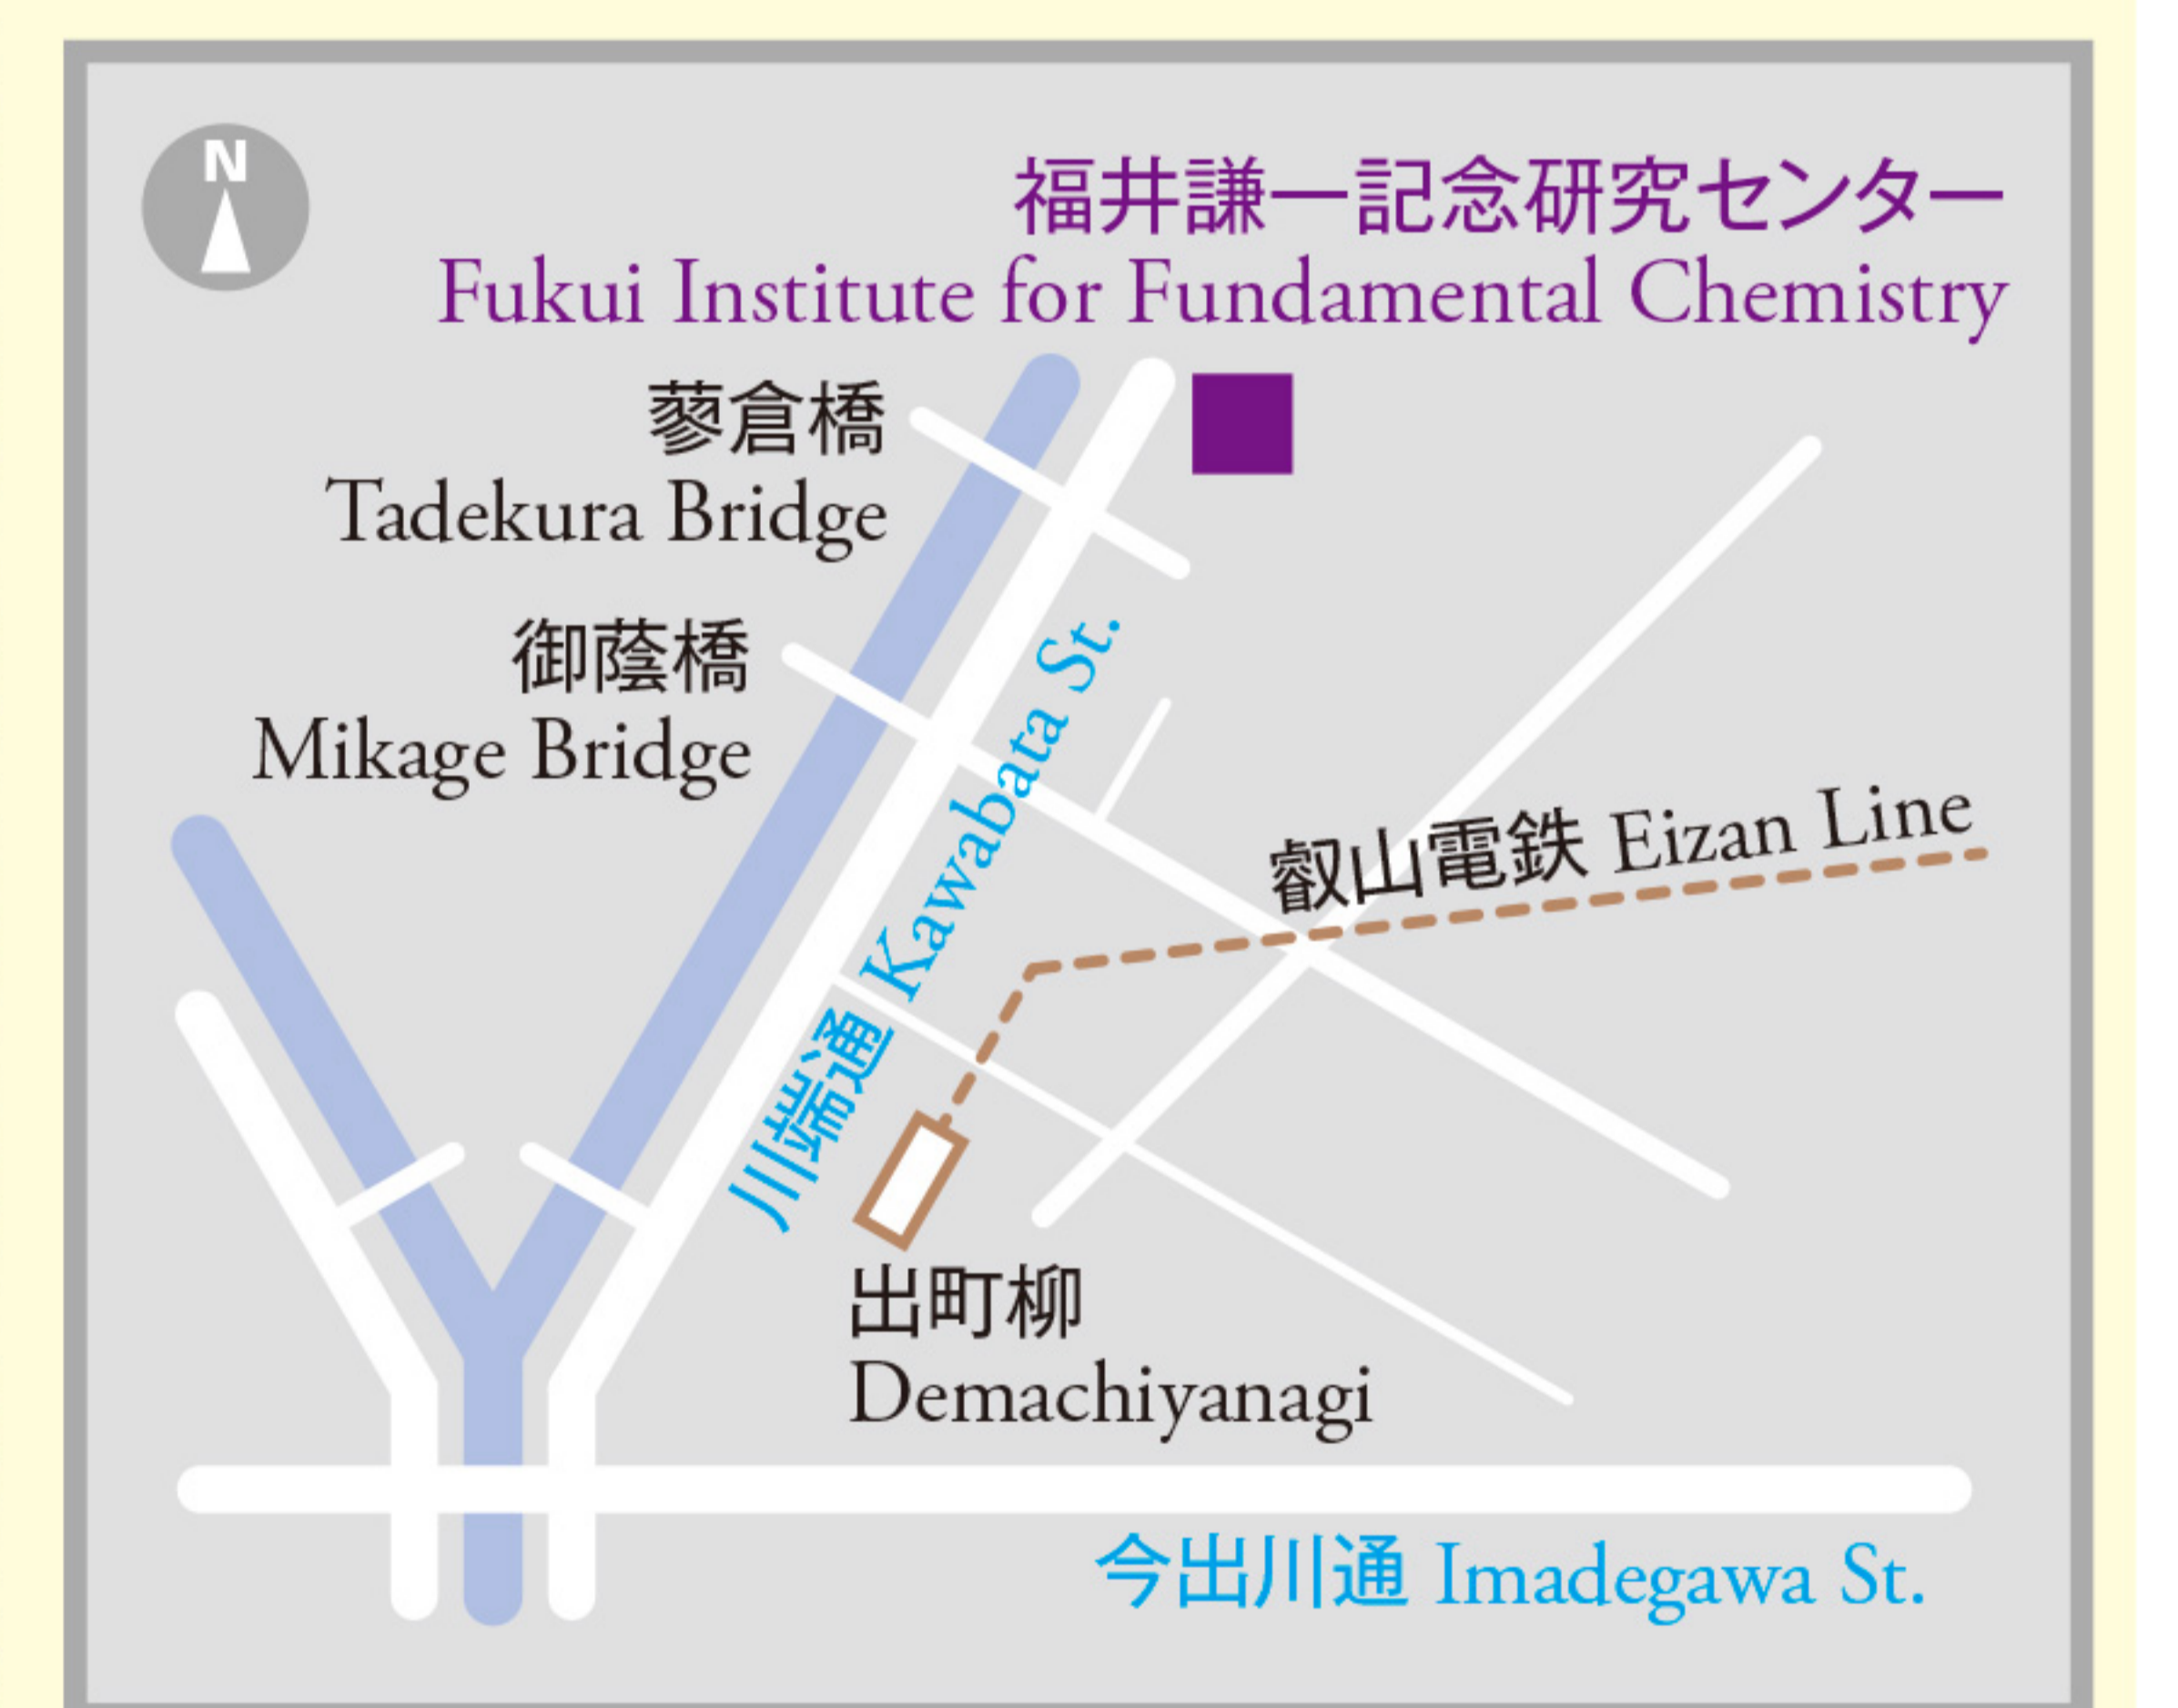 N
福井謙一記念研究センター
Fukui Institute for Fundamental Chemistry
蓼倉橋
Tadekura Bridge
御蔭橋
Mikage Bridge
川端通 Kawabata St.
叡山電鉄 Eizan Line
出町柳
Demachiyanagi
今出川通 Imadegawa St.